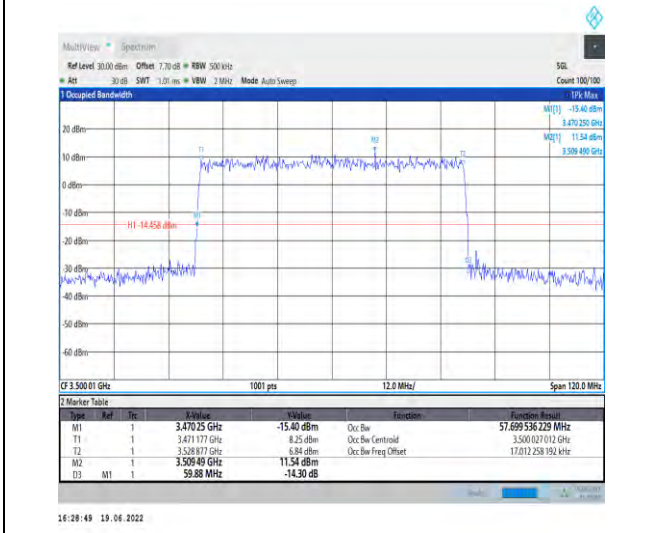 MultiView Spectrum
Ref Level 30.00 dBm Offset 7.70 dB RBW 500 kHz SGL
Att 30 dB SWT 1.01 ms VBW 2 MHz Mode Auto Sweep Count 100/100
1 Occupied Bandwidth 1Pk Max
M1[1] -15.40 dBm
3.470 250 GHz
M2[1] 11.54 dBm
3.509 490 GHz
20 dBm
M2
T1 T2
10 dBm
0 dBm
-10 dBm
M1
H1 -14.458 dBm
-20 dBm
-30 dBm
-40 dBm
-50 dBm
-60 dBm
CF 3.500 01 GHz 1001 pts 12.0 MHz/ Span 120.0 MHz
2 Marker Table
Type Ref Trc X-Value Y-Value Function Function Result
M1 1 3.470 25 GHz -15.40 dBm Occ Bw 57.699 536 229 MHz
T1 1 3.471 177 GHz 8.25 dBm Occ Bw Centroid 3.500 027 012 GHz
T2 1 3.528 877 GHz 6.84 dBm Occ Bw Freq Offset 17.012 258 192 kHz
M2 1 3.509 49 GHz 11.54 dBm
D3 M1 1 59.88 MHz -14.30 dB
16:28:49 19.06.2022